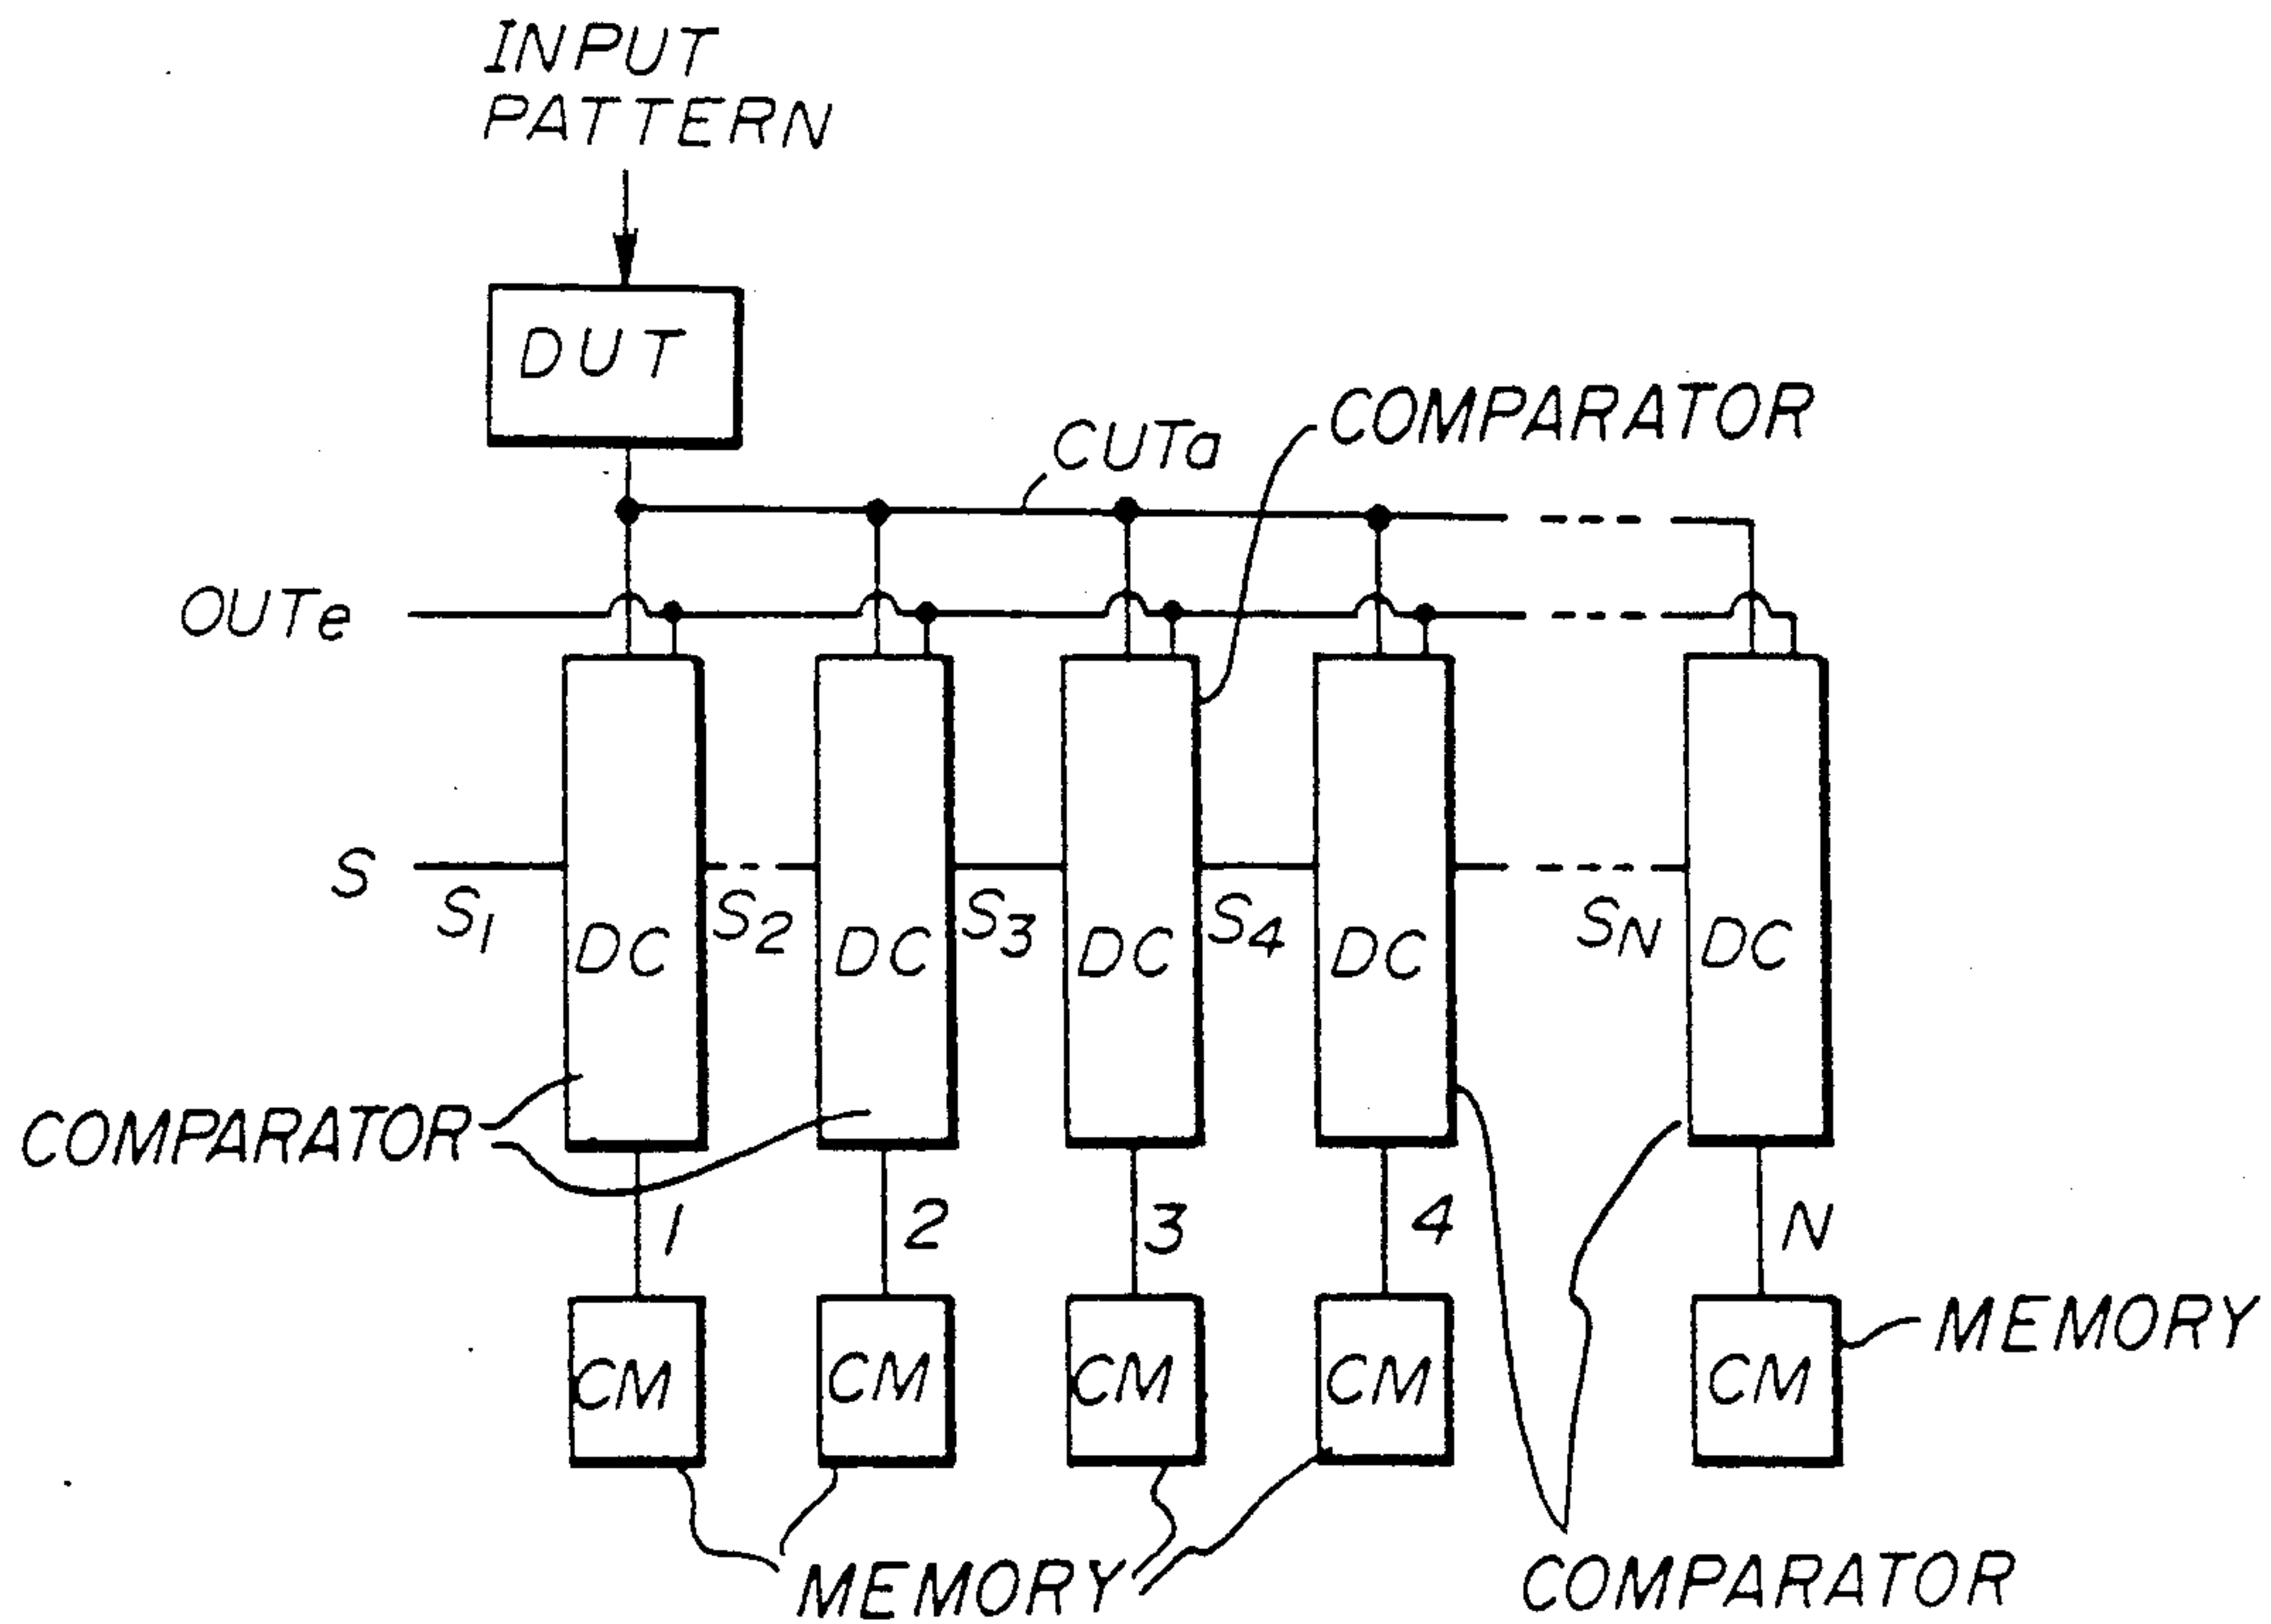 INPUT
PATTERN
DUT
COMPARATOR
CUTa
OUTe
S
S1
S2
S3
S4
SN
DC
DC
DC
DC
DC
COMPARATOR
1
2
3
4
N
CM
CM
CM
CM
CM
MEMORY
MEMORY
COMPARATOR